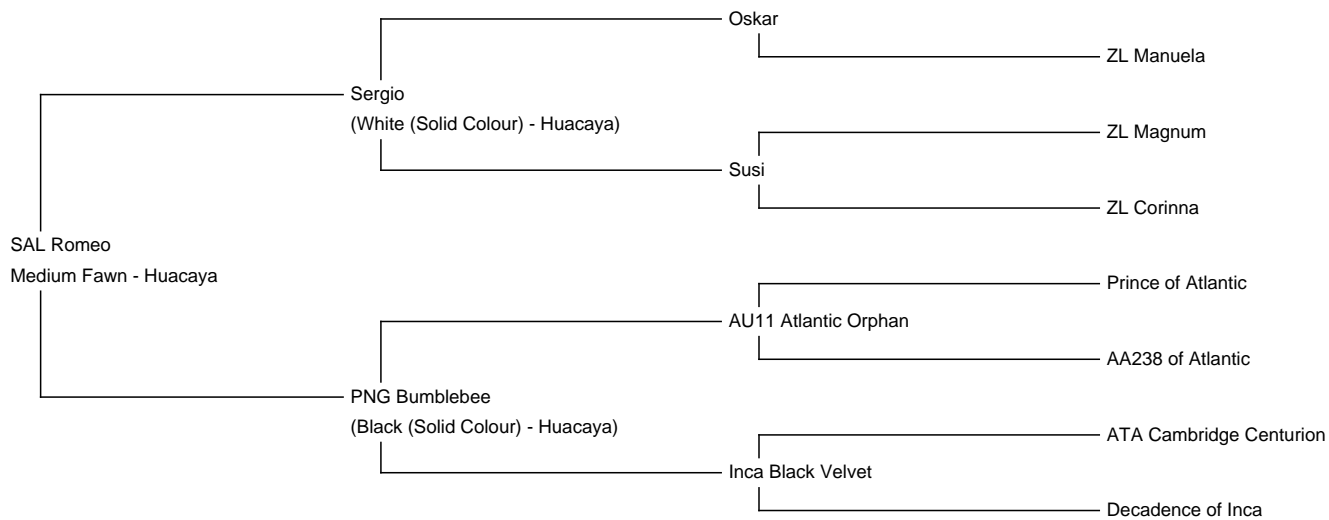 Oskar
ZL Manuela
Sergio
(White (Solid Colour) - Huacaya)
ZL Magnum
Susi
ZL Corinna
SAL Romeo
Medium Fawn - Huacaya
Prince of Atlantic
AU11 Atlantic Orphan
AA238 of Atlantic
PNG Bumblebee
(Black (Solid Colour) - Huacaya)
ATA Cambridge Centurion
Inca Black Velvet
Decadence of Inca